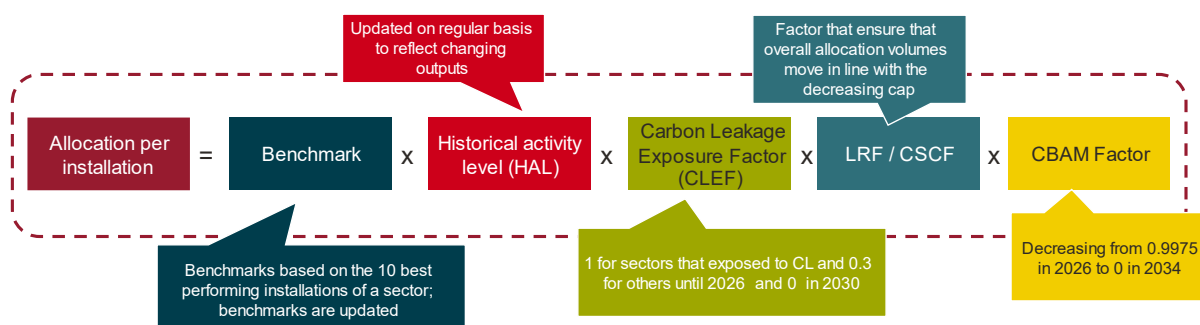 Updated on regular basis
to reflect changing
outputs
Factor that ensure that
overall allocation volumes
move in line with the
decreasing cap
Allocation per
installation
=
Benchmark
x
Historical activity
level (HAL)
x
Carbon Leakage
Exposure Factor
(CLEF)
x
LRF / CSCF
x
CBAM Factor
Benchmarks based on the 10 best
performing installations of a sector;
benchmarks are updated
1 for sectors that exposed to CL and 0.3
for others until 2026 and 0 in 2030
Decreasing from 0.9975
in 2026 to 0 in 2034